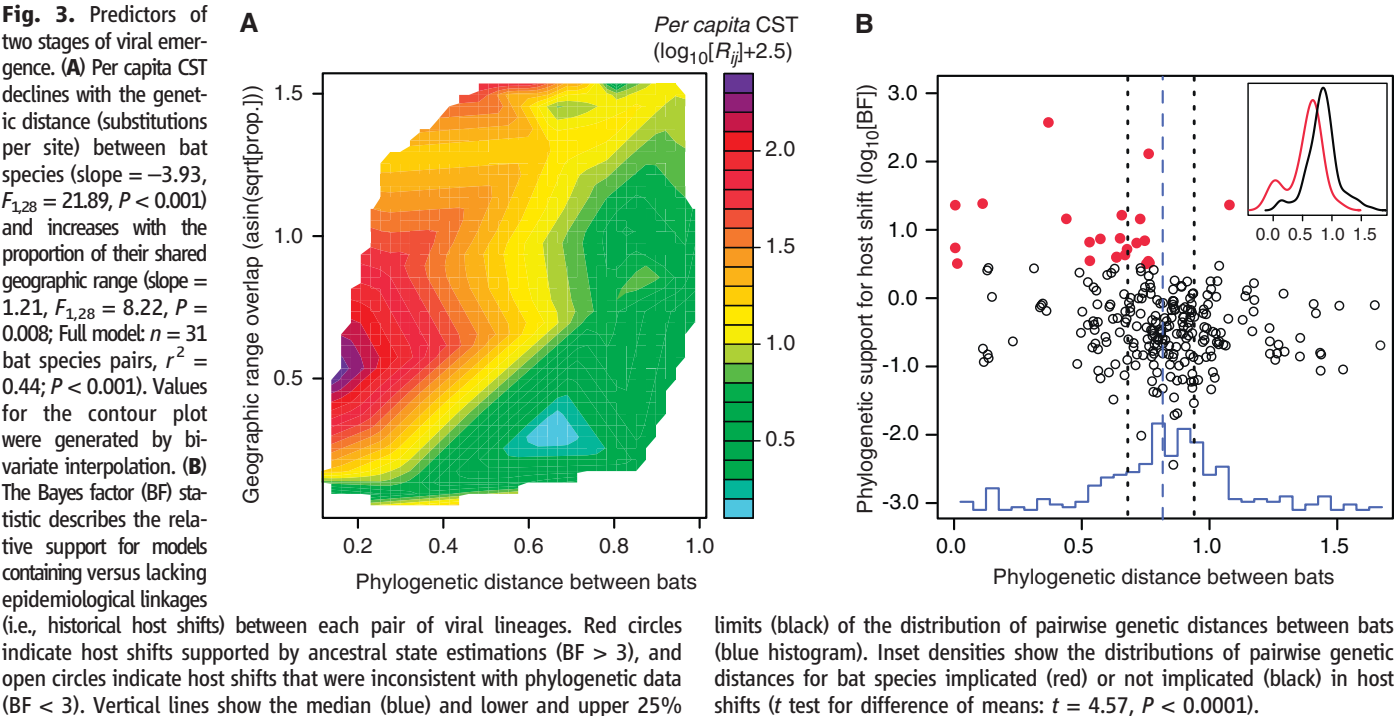 Fig. 3. Predictors of
two stages of viral emer-
gence. (A) Per capita CST
declines with the genet-
ic distance (substitutions
per site) between bat
species (slope = −3.93,
F1,28 = 21.89, P < 0.001)
and increases with the
proportion of their shared
geographic range (slope =
1.21, F1,28 = 8.22, P =
0.008; Full model: n = 31
bat species pairs, r2 =
0.44; P < 0.001). Values
for the contour plot
were generated by bi-
variate interpolation. (B)
The Bayes factor (BF) sta-
tistic describes the rela-
tive support for models
containing versus lacking
epidemiological linkages
(i.e., historical host shifts) between each pair of viral lineages. Red circles
indicate host shifts supported by ancestral state estimations (BF > 3), and
open circles indicate host shifts that were inconsistent with phylogenetic data
(BF < 3). Vertical lines show the median (blue) and lower and upper 25%
limits (black) of the distribution of pairwise genetic distances between bats
(blue histogram). Inset densities show the distributions of pairwise genetic
distances for bat species implicated (red) or not implicated (black) in host
shifts (t test for difference of means: t = 4.57, P < 0.0001).
A
Per capita CST
(log10[Rij]+2.5)
Geographic range overlap (asin(sqrt[prop.]))
1.5
1.0
0.5
0.2 0.4 0.6 0.8 1.0
Phylogenetic distance between bats
2.0
1.5
1.0
0.5
B
Phylogenetic support for host shift (log10[BF])
3.0
2.0
1.0
0.0
-1.0
-2.0
-3.0
0.0 0.5 1.0 1.5
Phylogenetic distance between bats
0.0 0.5 1.0 1.5